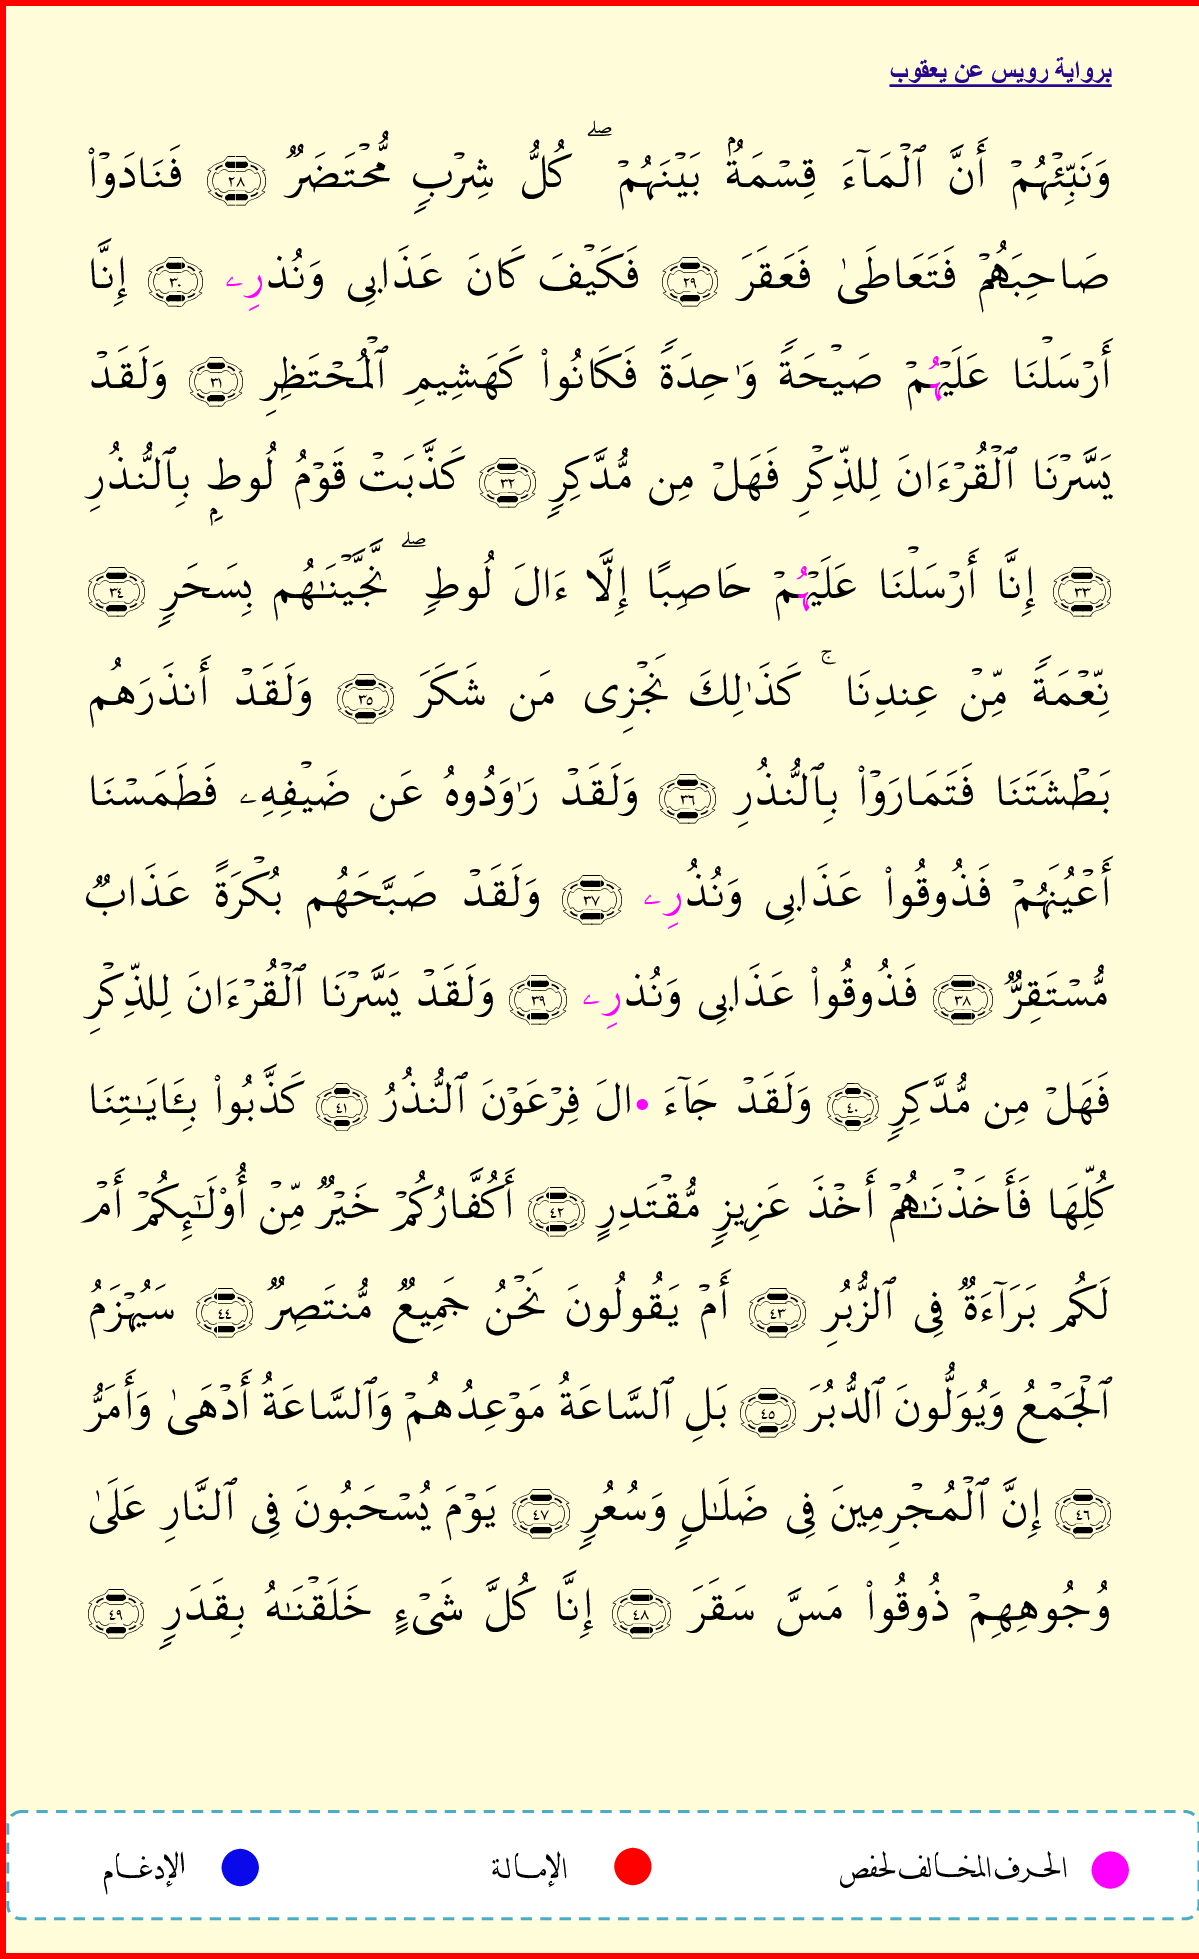 برواية رويس عن يعقوب
وَنَبِّئۡهُمۡ أَنَّ ٱلۡمَآءَ قِسۡمَةُۢ بَيۡنَهُمۡۖ كُلُّ شِرۡبٖ مُّحۡتَضَرٞ ٢٨ فَنَادَوۡاْ
صَاحِبَهُمۡ فَتَعَاطَىٰ فَعَقَرَ ٢٩ فَكَيۡفَ كَانَ عَذَابِي وَنُذُرِۦ ٣٠ إِنَّا
أَرۡسَلۡنَا عَلَيۡهُمۡ صَيۡحَةٗ وَٰحِدَةٗ فَكَانُواْ كَهَشِيمِ ٱلۡمُحۡتَظِرِ ٣١ وَلَقَدۡ
يَسَّرۡنَا ٱلۡقُرۡءَانَ لِلذِّكۡرِ فَهَلۡ مِن مُّدَّكِرٖ ٣٢ كَذَّبَتۡ قَوۡمُ لُوطِۭ بِٱلنُّذُرِ
٣٣ إِنَّآ أَرۡسَلۡنَا عَلَيۡهُمۡ حَاصِبًا إِلَّآ ءَالَ لُوطٖۖ نَّجَّيۡنَٰهُم بِسَحَرٖ ٣٤
نِّعۡمَةٗ مِّنۡ عِندِنَاۚ كَذَٰلِكَ نَجۡزِي مَن شَكَرَ ٣٥ وَلَقَدۡ أَنذَرَهُم
بَطۡشَتَنَا فَتَمَارَوۡاْ بِٱلنُّذُرِ ٣٦ وَلَقَدۡ رَٰوَدُوهُ عَن ضَيۡفِهِۦ فَطَمَسۡنَا
أَعۡيُنَهُمۡ فَذُوقُواْ عَذَابِي وَنُذُرِۦ ٣٧ وَلَقَدۡ صَبَّحَهُم بُكۡرَةً عَذَابٞ
مُّسۡتَقِرّٞ ٣٨ فَذُوقُواْ عَذَابِي وَنُذُرِۦ ٣٩ وَلَقَدۡ يَسَّرۡنَا ٱلۡقُرۡءَانَ لِلذِّكۡرِ
فَهَلۡ مِن مُّدَّكِرٖ ٤٠ وَلَقَدۡ جَآءَ •الَ فِرۡعَوۡنَ ٱلنُّذُرُ ٤١ كَذَّبُواْ بِـَٔايَٰتِنَا
كُلِّهَا فَأَخَذۡنَٰهُمۡ أَخۡذَ عَزِيزٖ مُّقۡتَدِرٍ ٤٢ أَكُفَّارُكُمۡ خَيۡرٞ مِّنۡ أُوْلَٰٓئِكُمۡ أَمۡ
لَكُم بَرَآءَةٞ فِي ٱلزُّبُرِ ٤٣ أَمۡ يَقُولُونَ نَحۡنُ جَمِيعٞ مُّنتَصِرٞ ٤٤ سَيُهۡزَمُ
ٱلۡجَمۡعُ وَيُوَلُّونَ ٱلدُّبُرَ ٤٥ بَلِ ٱلسَّاعَةُ مَوۡعِدُهُمۡ وَٱلسَّاعَةُ أَدۡهَىٰ وَأَمَرُّ
٤٦ إِنَّ ٱلۡمُجۡرِمِينَ فِي ضَلَٰلٖ وَسُعُرٖ ٤٧ يَوۡمَ يُسۡحَبُونَ فِي ٱلنَّارِ عَلَىٰ
وُجُوهِهِمۡ ذُوقُواْ مَسَّ سَقَرَ ٤٨ إِنَّا كُلَّ شَيۡءٍ خَلَقۡنَٰهُ بِقَدَرٖ ٤٩
الحرف المخالف لحفص الإمالة الإدغام